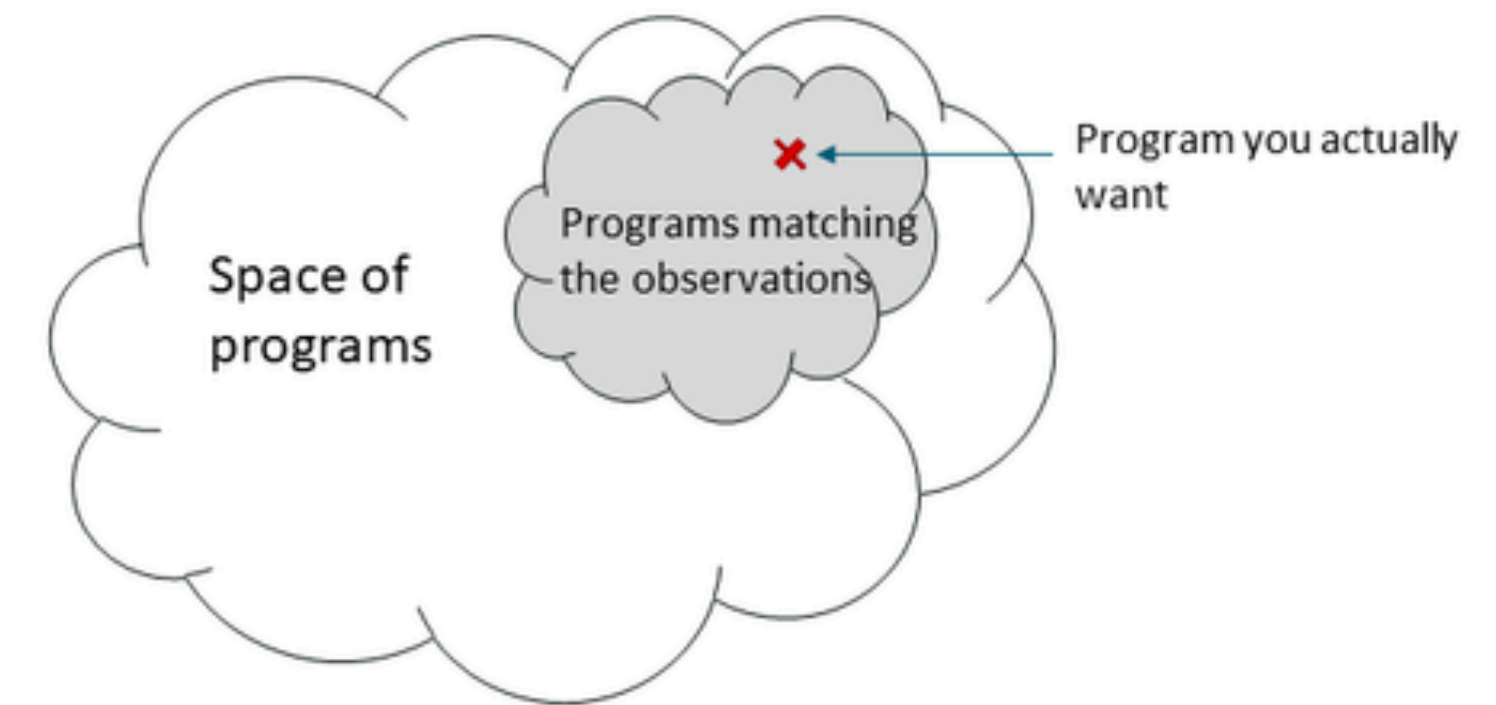 Program you actually
want
Programs matching
the observations
Space of
programs